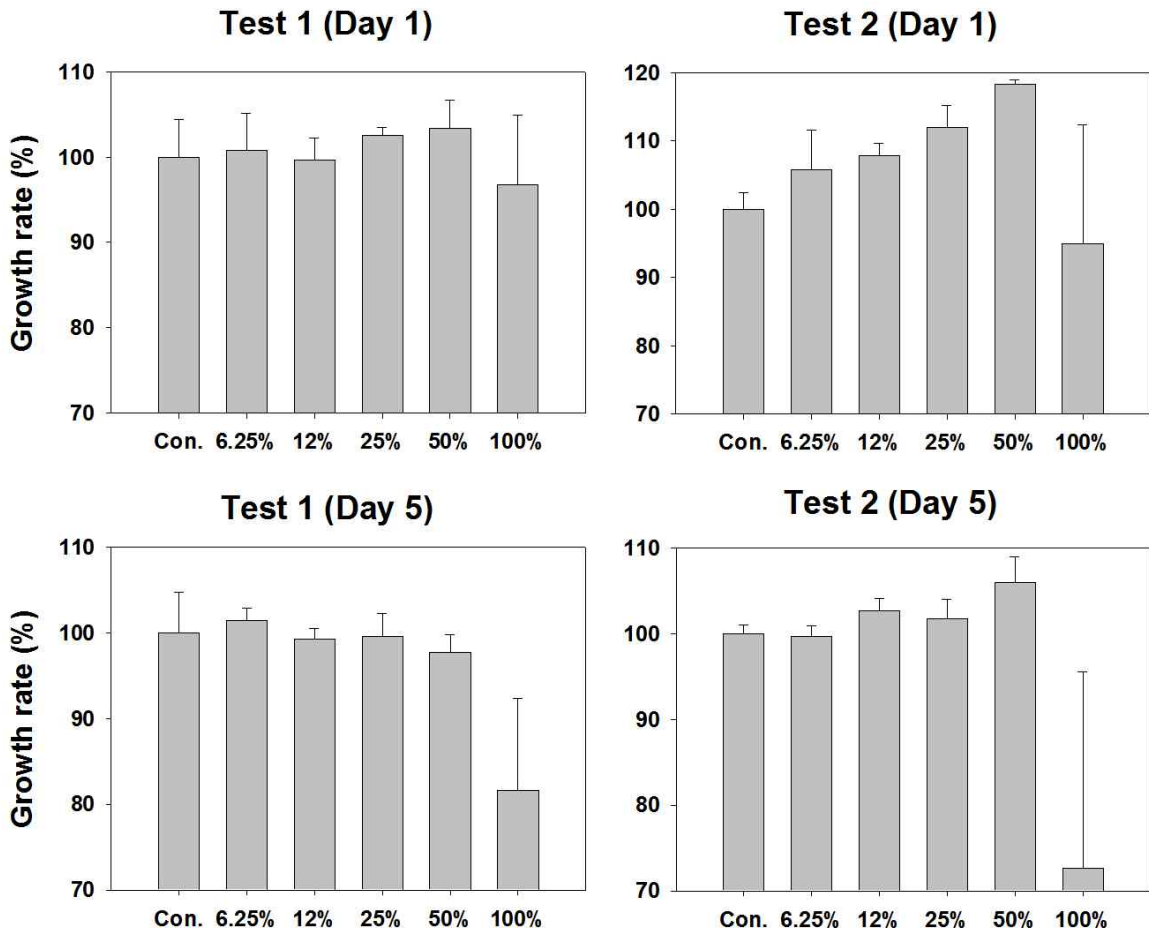 Test 1 (Day 1)
Growth rate (%)
110
100
90
80
70
Con. 6.25% 12% 25% 50% 100%
Test 2 (Day 1)
120
110
100
90
80
70
Con. 6.25% 12% 25% 50% 100%
Test 1 (Day 5)
Growth rate (%)
110
100
90
80
70
Con. 6.25% 12% 25% 50% 100%
Test 2 (Day 5)
110
100
90
80
70
Con. 6.25% 12% 25% 50% 100%